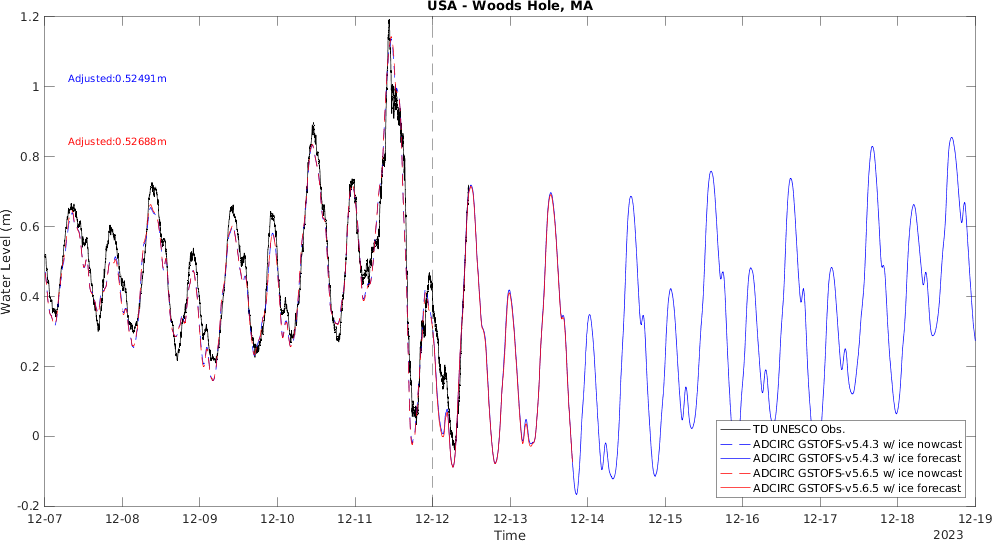 USA - Woods Hole, MA
1.2
1
0.8
0.6
0.4
0.2
0
-0.2
Water Level (m)
Adjusted:0.52491m
Adjusted:0.52688m
TD UNESCO Obs.
ADCIRC GSTOFS-v5.4.3 w/ ice nowcast
ADCIRC GSTOFS-v5.4.3 w/ ice forecast
ADCIRC GSTOFS-v5.6.5 w/ ice nowcast
ADCIRC GSTOFS-v5.6.5 w/ ice forecast
12-07 12-08 12-09 12-10 12-11 12-12 12-13 12-14 12-15 12-16 12-17 12-18 12-19
Time
2023